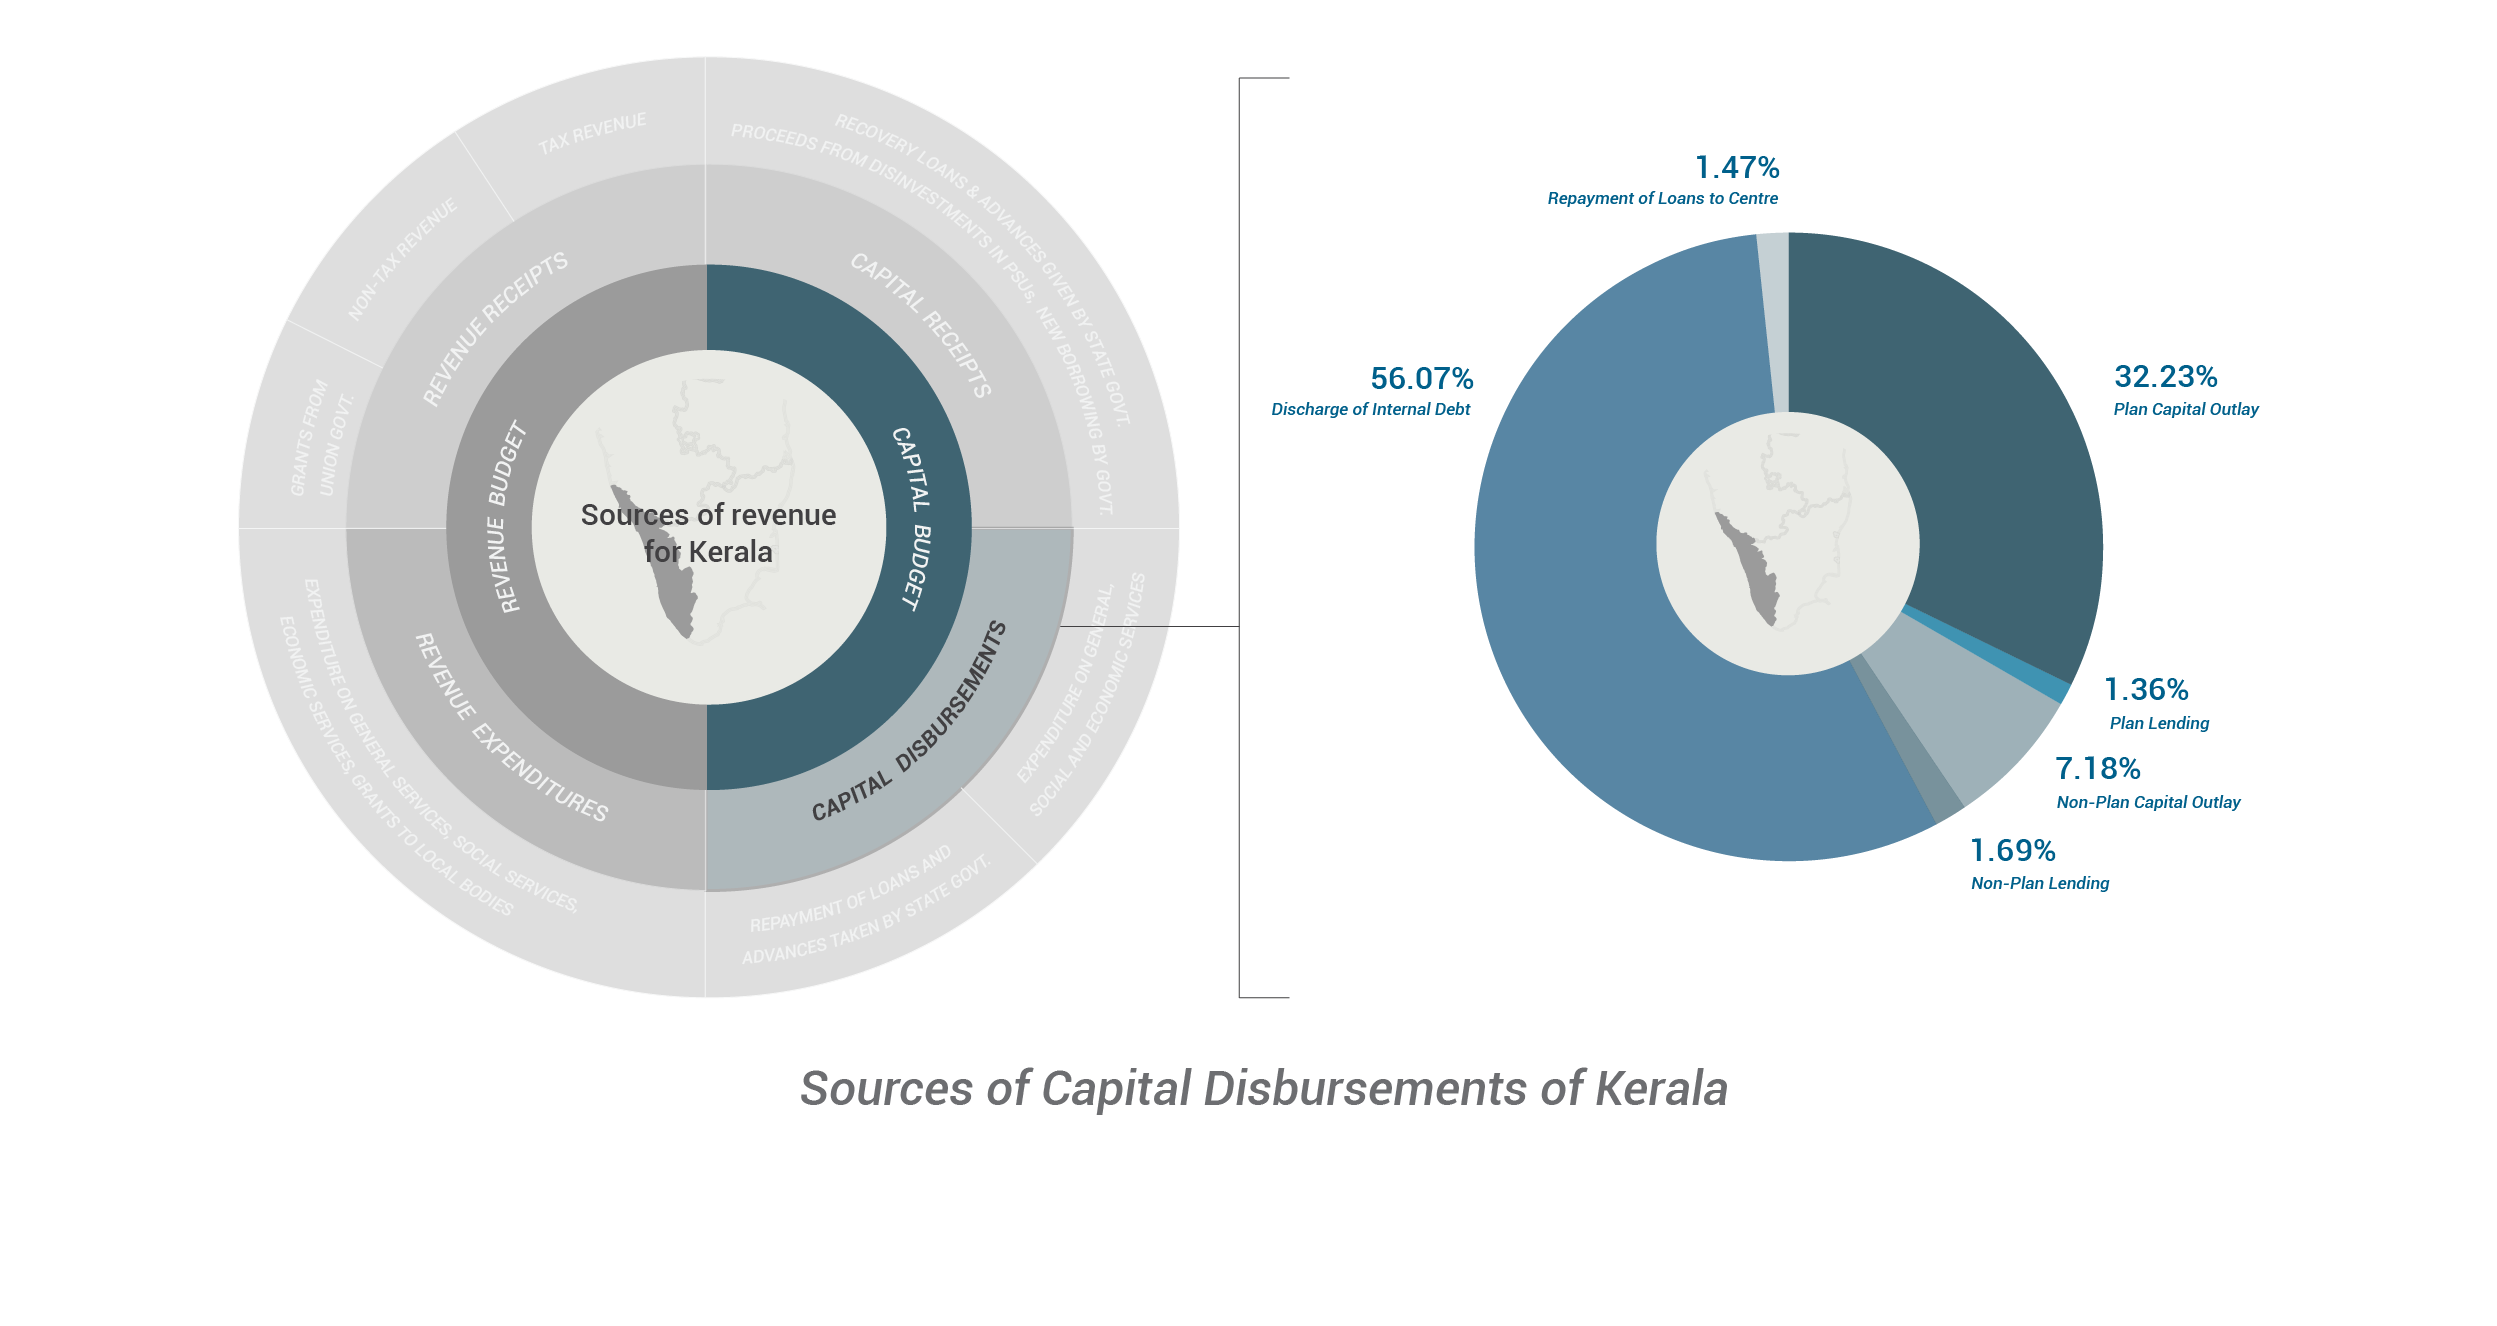 TAX REVENUE
NON-TAX REVENUE
GRANTS FROM
UNION GOVT.
RECOVERY LOANS & ADVANCES GIVEN BY STATE GOVT.
PROCEEDS FROM DISINVESTMENTS IN PSUs, NEW BORROWING BY GOVT.
REVENUE RECEIPTS
CAPITAL RECEIPTS
REVENUE BUDGET
CAPITAL BUDGET
Sources of revenue
for Kerala
REVENUE EXPENDITURES
CAPITAL DISBURSEMENTS
EXPENDITURE ON GENERAL SERVICES, SOCIAL SERVICES,
ECONOMIC SERVICES, GRANTS TO LOCAL BODIES
EXPENDITURE ON GENERAL,
SOCIAL AND ECONOMIC SERVICES
REPAYMENT OF LOANS AND
ADVANCES TAKEN BY STATE GOVT.
1.47%
Repayment of Loans to Centre
56.07%
Discharge of Internal Debt
32.23%
Plan Capital Outlay
1.36%
Plan Lending
7.18%
Non-Plan Capital Outlay
1.69%
Non-Plan Lending
Sources of Capital Disbursements of Kerala